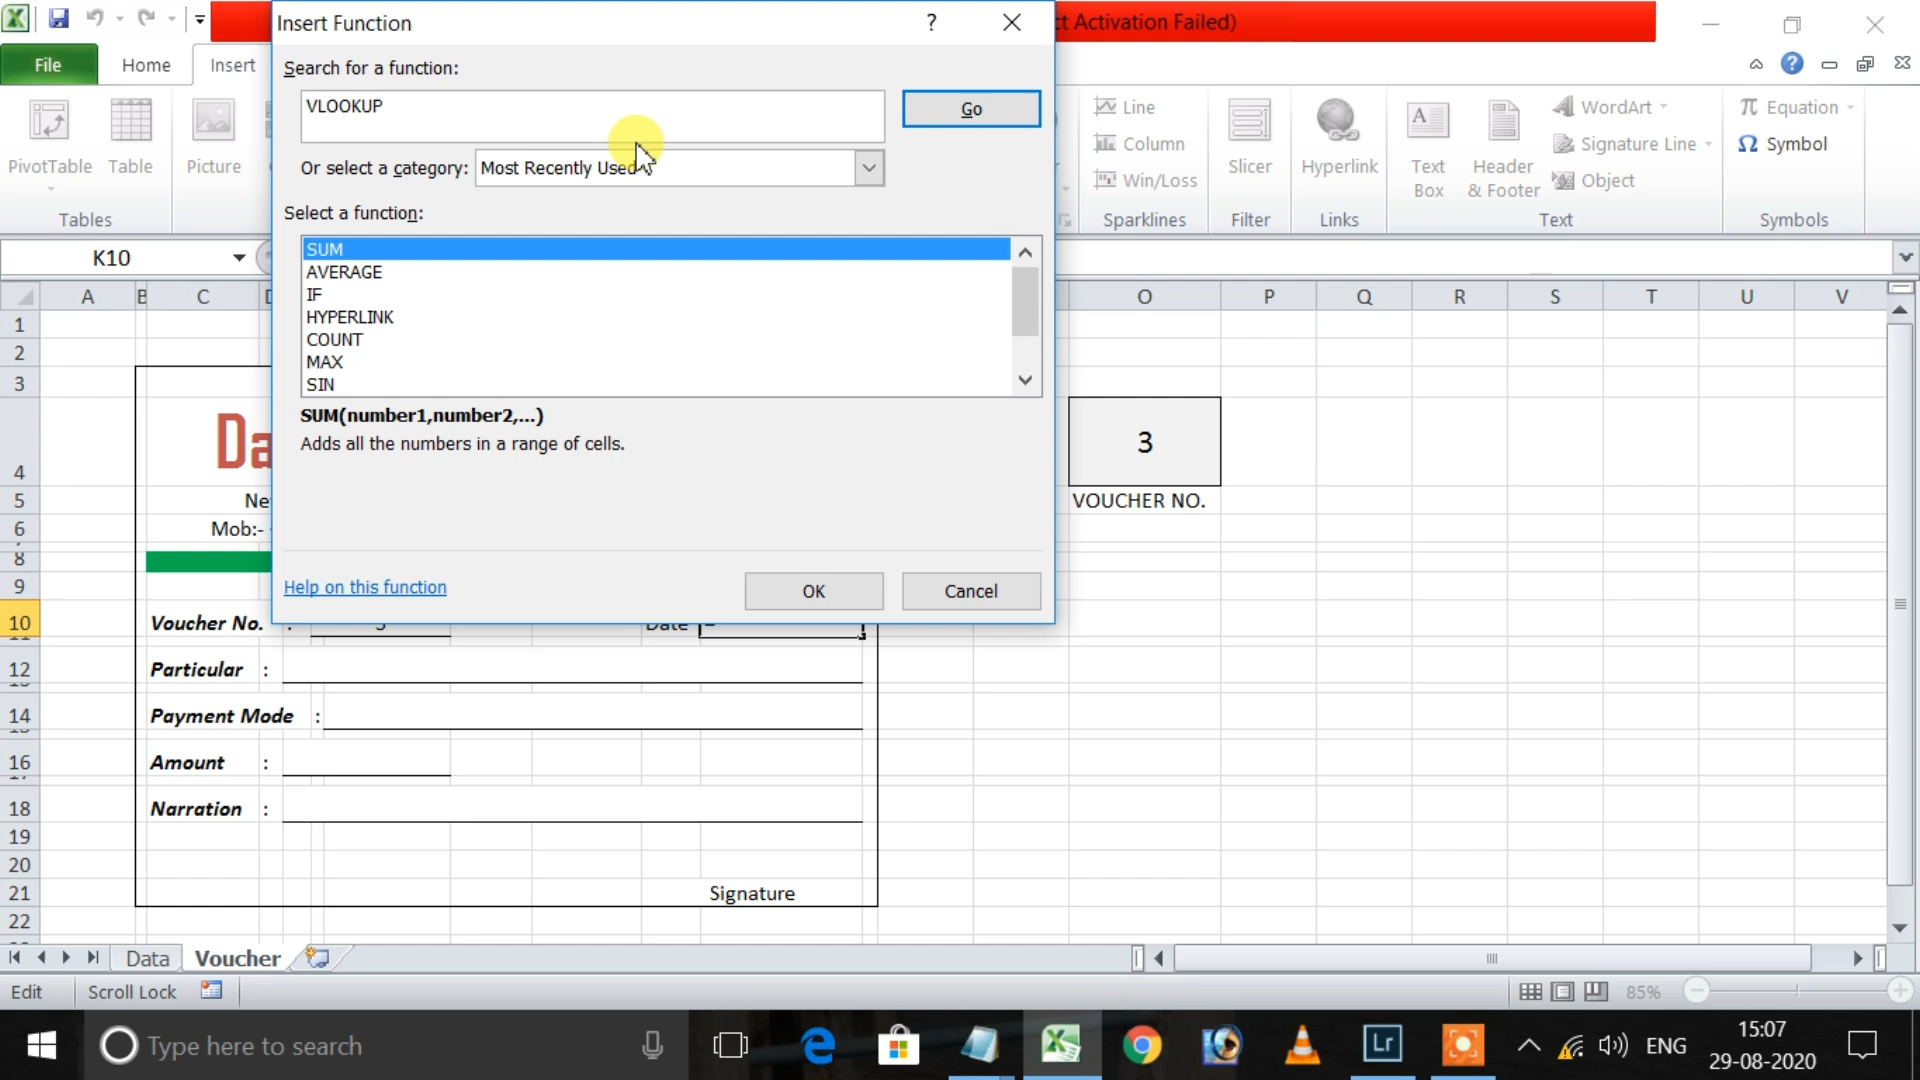 Insert Function
?
ct Activation Failed)
File
Home
Insert
Search for a function:
VLOOKUP
Go
Or select a category:
Most Recently Used
Select a function:
SUM
AVERAGE
IF
HYPERLINK
COUNT
MAX
SIN
SUM(number1,number2,...)
Adds all the numbers in a range of cells.
Help on this function
OK
Cancel
PivotTable
Table
Picture
Tables
Line
Column
Win/Loss
Sparklines
Slicer
Filter
Hyperlink
Links
Text
Box
Header
& Footer
WordArt
Signature Line
Object
Text
π Equation
Ω Symbol
Symbols
K10
A B C O P Q R S T U V
1
2
3
4
5
6
8
9
10
12
14
16
18
19
20
21
22
Da
3
Ne
VOUCHER NO.
Mob:-
Voucher No. :
Date
Particular :
Payment Mode :
Amount :
Narration :
Signature
Data
Voucher
Edit
Scroll Lock
85%
Type here to search
Lr
ENG
15:07
29-08-2020